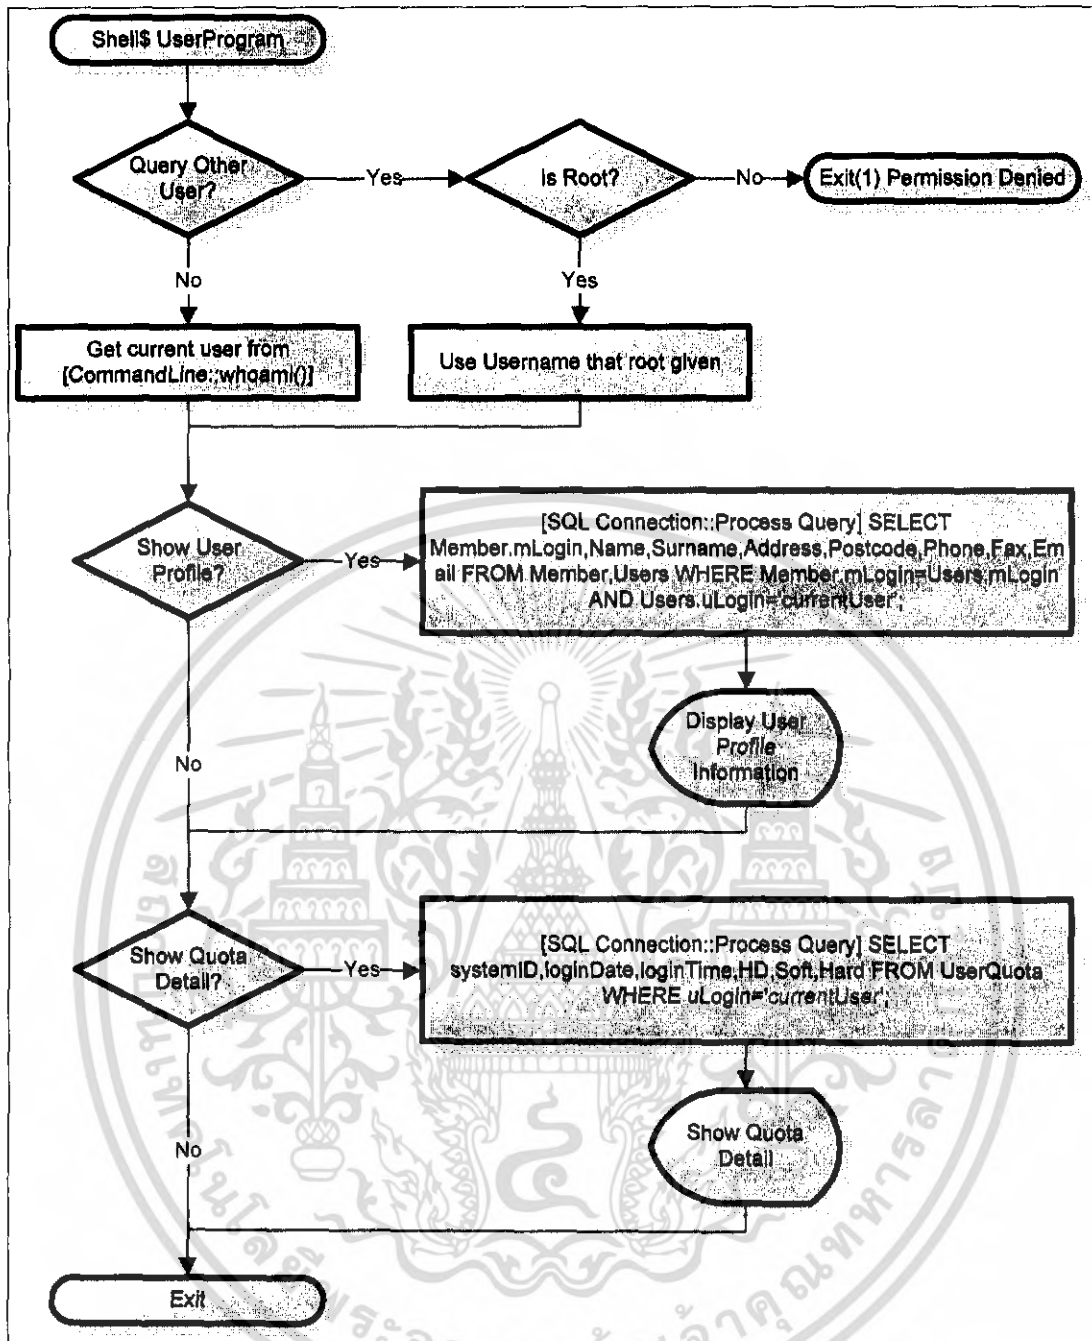 Shell$ UserProgram
Query Other
User?
Yes
Is Root?
No
Exit(1) Permission Denied
No
Yes
Get current user from
[CommandLine::whoami()]
Use Username that root given
Show User
Profile?
Yes
[SQL Connection::Process Query] SELECT
Member.mLogin,Name,Surname,Address,Postcode,Phone,Fax,Em
ail FROM Member,Users WHERE Member.mLogin=Users.mLogin
AND Users.uLogin='currentUser';
Display User
Profile
Information
No
Show Quota
Detail?
Yes
[SQL Connection::Process Query] SELECT
systemID,loginDate,loginTime,HD,Soft,Hard FROM UserQuota
WHERE uLogin='currentUser';
Show Quota
Detail
No
Exit